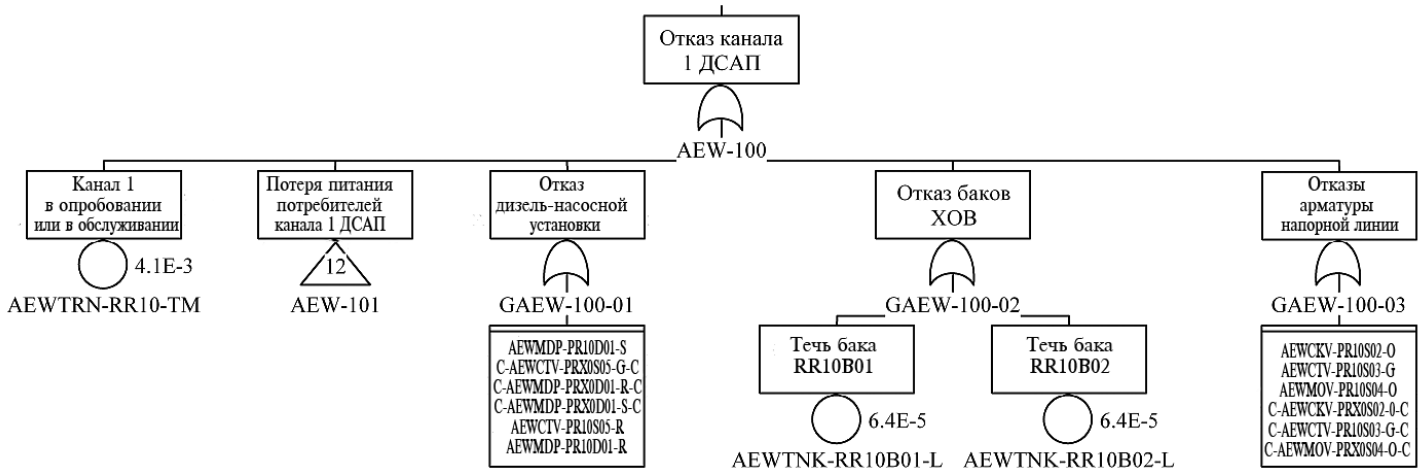 Отказ канала
1 ДСАП
AEW-100
Канал 1
в опробовании
или в обслуживании
4.1E-3
AEWTRN-RR10-TM
Потеря питания
потребителей
канала 1 ДСАП
12
AEW-101
Отказ
дизель-насосной
установки
GAEW-100-01
AEWMDP-PR10D01-S
C-AEWCTV-PRX0S05-G-C
C-AEWMDP-PRX0D01-R-C
C-AEWMDP-PRX0D01-S-C
AEWCTV-PR10S05-R
AEWMDP-PR10D01-R
Отказ баков
ХОВ
GAEW-100-02
Течь бака
RR10B01
6.4E-5
AEWTNK-RR10B01-L
Течь бака
RR10B02
6.4E-5
AEWTNK-RR10B02-L
Отказы
арматуры
напорной линии
GAEW-100-03
AEWCKV-PR10S02-O
AEWCTV-PR10S03-G
AEWMOV-PR10S04-O
C-AEWCKV-PRX0S02-0-C
C-AEWCTV-PR10S03-G-C
C-AEWMOV-PRX0S04-O-C